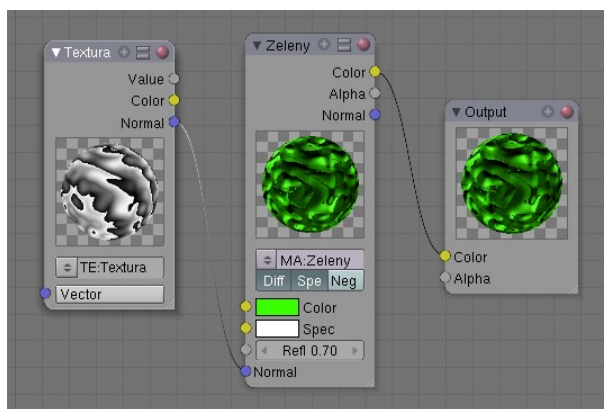 Textura
Value
Color
Normal
TE:Textura
Vector
Zeleny
Color
Alpha
Normal
MA:Zeleny
Diff Spe Neg
Color
Spec
Refl 0.70
Normal
Output
Color
Alpha